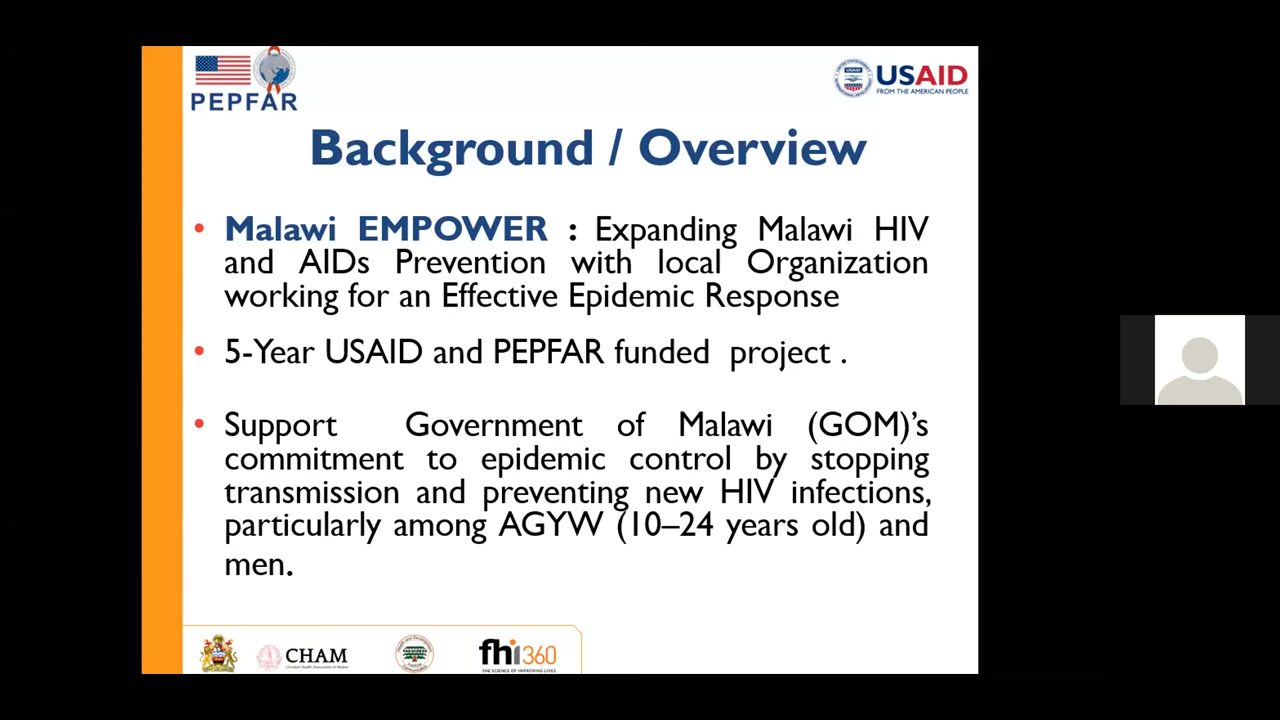 PEPFAR
USAID
FROM THE AMERICAN PEOPLE
Background / Overview
• Malawi EMPOWER : Expanding Malawi HIV
and AIDs Prevention with local Organization
working for an Effective Epidemic Response
• 5-Year USAID and PEPFAR funded project .
• Support Government of Malawi (GOM)’s
commitment to epidemic control by stopping
transmission and preventing new HIV infections,
particularly among AGYW (10–24 years old) and
men.
CHAM
Christian Health Association of Malawi
fhi360
THE SCIENCE OF IMPROVING LIVES